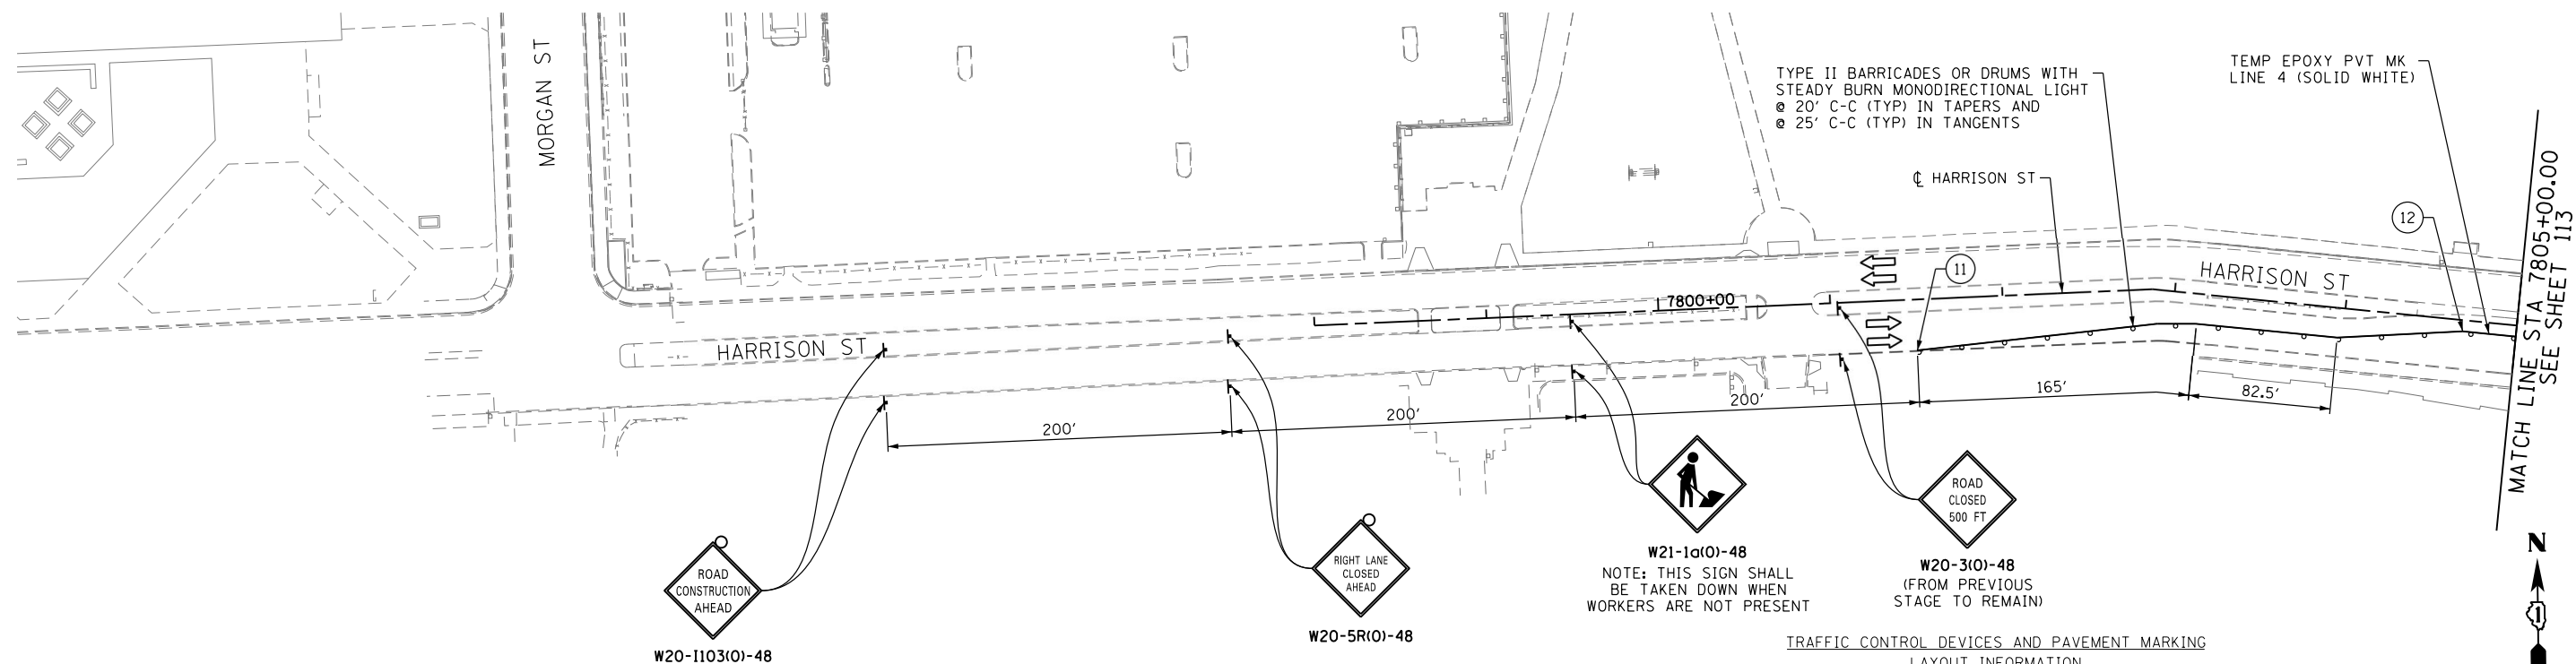 MORGAN ST
TYPE II BARRICADES OR DRUMS WITH
STEADY BURN MONODIRECTIONAL LIGHT
@ 20' C-C (TYP) IN TAPERS AND
@ 25' C-C (TYP) IN TANGENTS
TEMP EPOXY PVT MK
LINE 4 (SOLID WHITE)
℄ HARRISON ST
12
11
HARRISON ST
7800+00
HARRISON ST
MATCH LINE STA 7805+00.00
SEE SHEET 113
200'
200'
200'
165'
82.5'
ROAD
CONSTRUCTION
AHEAD
W20-I103(O)-48
RIGHT LANE
CLOSED
AHEAD
W20-5R(O)-48
W21-1a(O)-48
NOTE: THIS SIGN SHALL
BE TAKEN DOWN WHEN
WORKERS ARE NOT PRESENT
ROAD
CLOSED
500 FT
W20-3(O)-48
(FROM PREVIOUS
STAGE TO REMAIN)
N
1
TRAFFIC CONTROL DEVICES AND PAVEMENT MARKING
LAYOUT INFORMATION